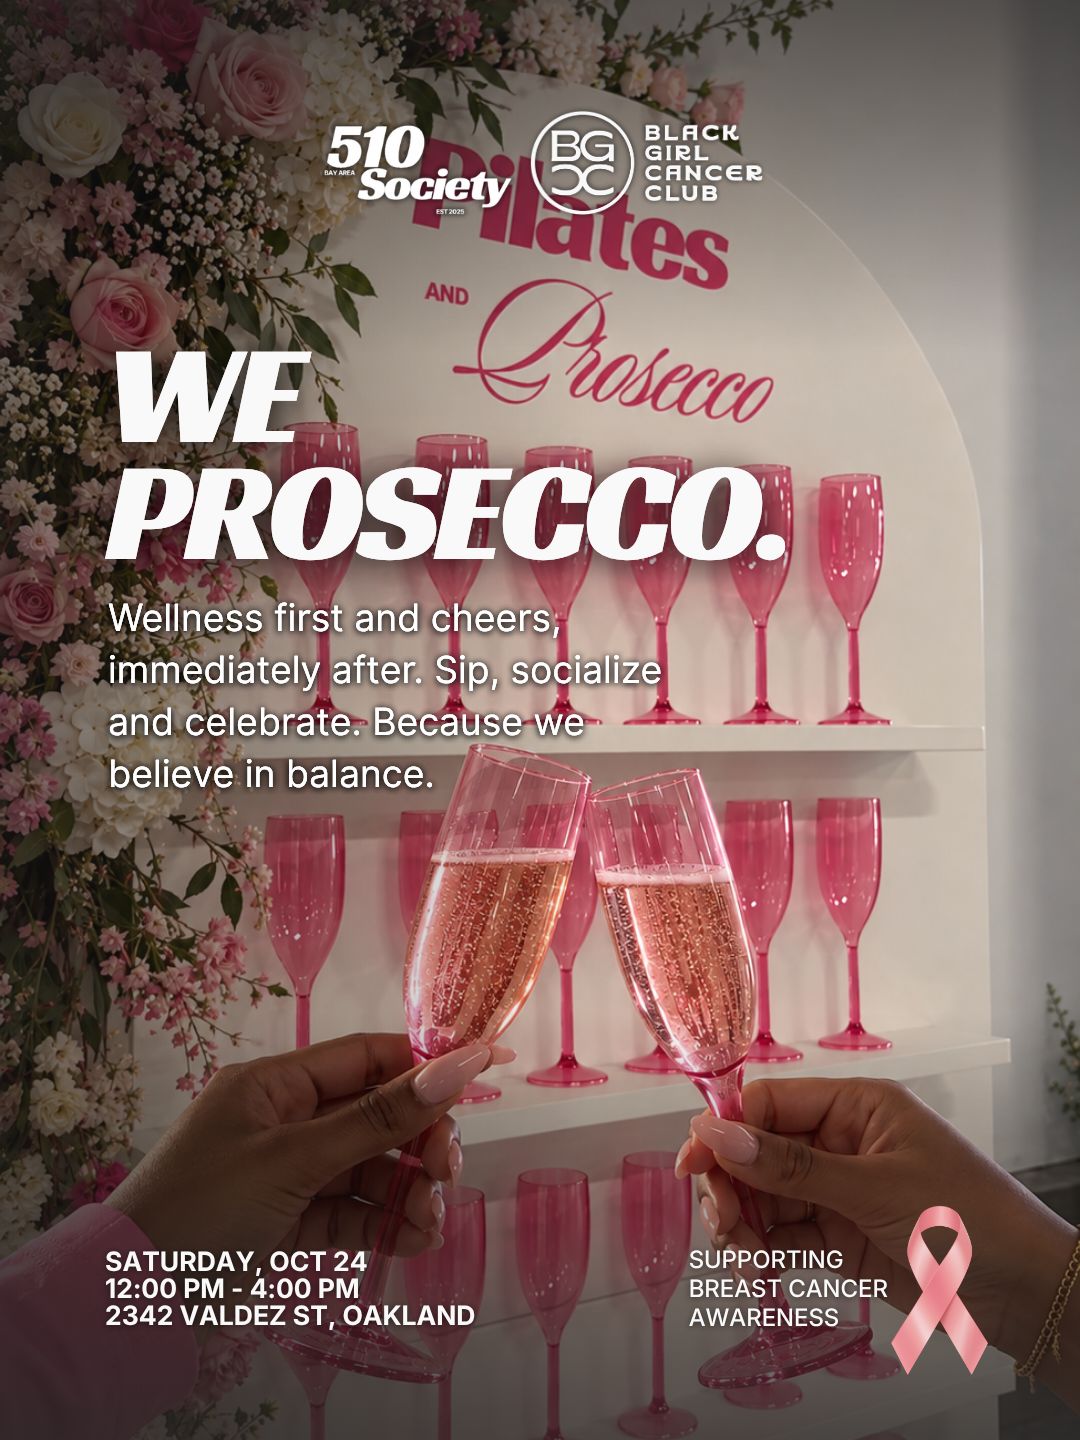 510
BAY AREA
Society
EST 2025
BG
CC
BLACK
GIRL
CANCER
CLUB
Pilates
AND
Prosecco
WE
PROSECCO.
Wellness first and cheers,
immediately after. Sip, socialize
and celebrate. Because we
believe in balance.
SATURDAY, OCT 24
12:00 PM - 4:00 PM
2342 VALDEZ ST, OAKLAND
SUPPORTING
BREAST CANCER
AWARENESS